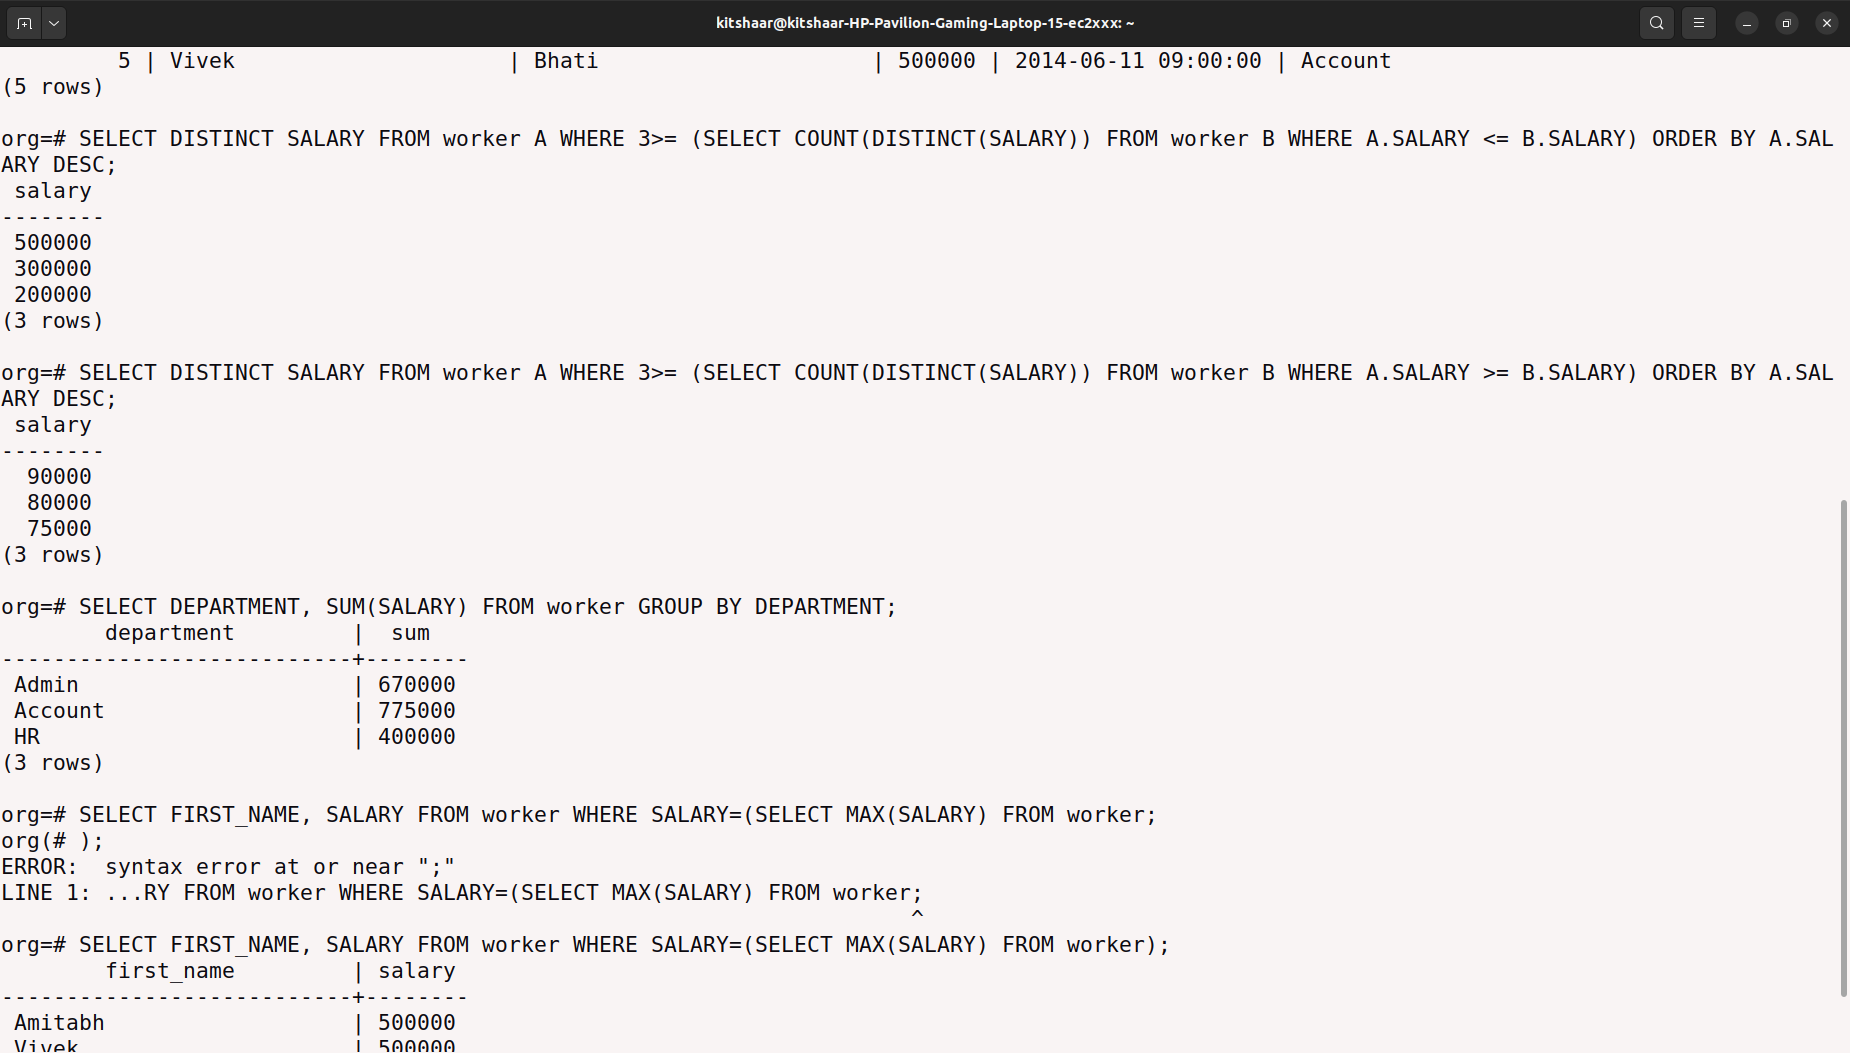 kitshaar@kitshaar-HP-Pavilion-Gaming-Laptop-15-ec2xxx: ~
         5 | Vivek                     | Bhati                     | 500000 | 2014-06-11 09:00:00 | Account
(5 rows)
org=# SELECT DISTINCT SALARY FROM worker A WHERE 3>= (SELECT COUNT(DISTINCT(SALARY)) FROM worker B WHERE A.SALARY <= B.SALARY) ORDER BY A.SAL
ARY DESC;
 salary
--------
 500000
 300000
 200000
(3 rows)
org=# SELECT DISTINCT SALARY FROM worker A WHERE 3>= (SELECT COUNT(DISTINCT(SALARY)) FROM worker B WHERE A.SALARY >= B.SALARY) ORDER BY A.SAL
ARY DESC;
 salary
--------
  90000
  80000
  75000
(3 rows)
org=# SELECT DEPARTMENT, SUM(SALARY) FROM worker GROUP BY DEPARTMENT;
        department         |  sum
---------------------------+--------
 Admin                     | 670000
 Account                   | 775000
 HR                        | 400000
(3 rows)
org=# SELECT FIRST_NAME, SALARY FROM worker WHERE SALARY=(SELECT MAX(SALARY) FROM worker;
org(# );
ERROR:  syntax error at or near ";"
LINE 1: ...RY FROM worker WHERE SALARY=(SELECT MAX(SALARY) FROM worker;
                                                                      ^
org=# SELECT FIRST_NAME, SALARY FROM worker WHERE SALARY=(SELECT MAX(SALARY) FROM worker);
        first_name         | salary
---------------------------+--------
 Amitabh                   | 500000
 Vivek                     | 500000